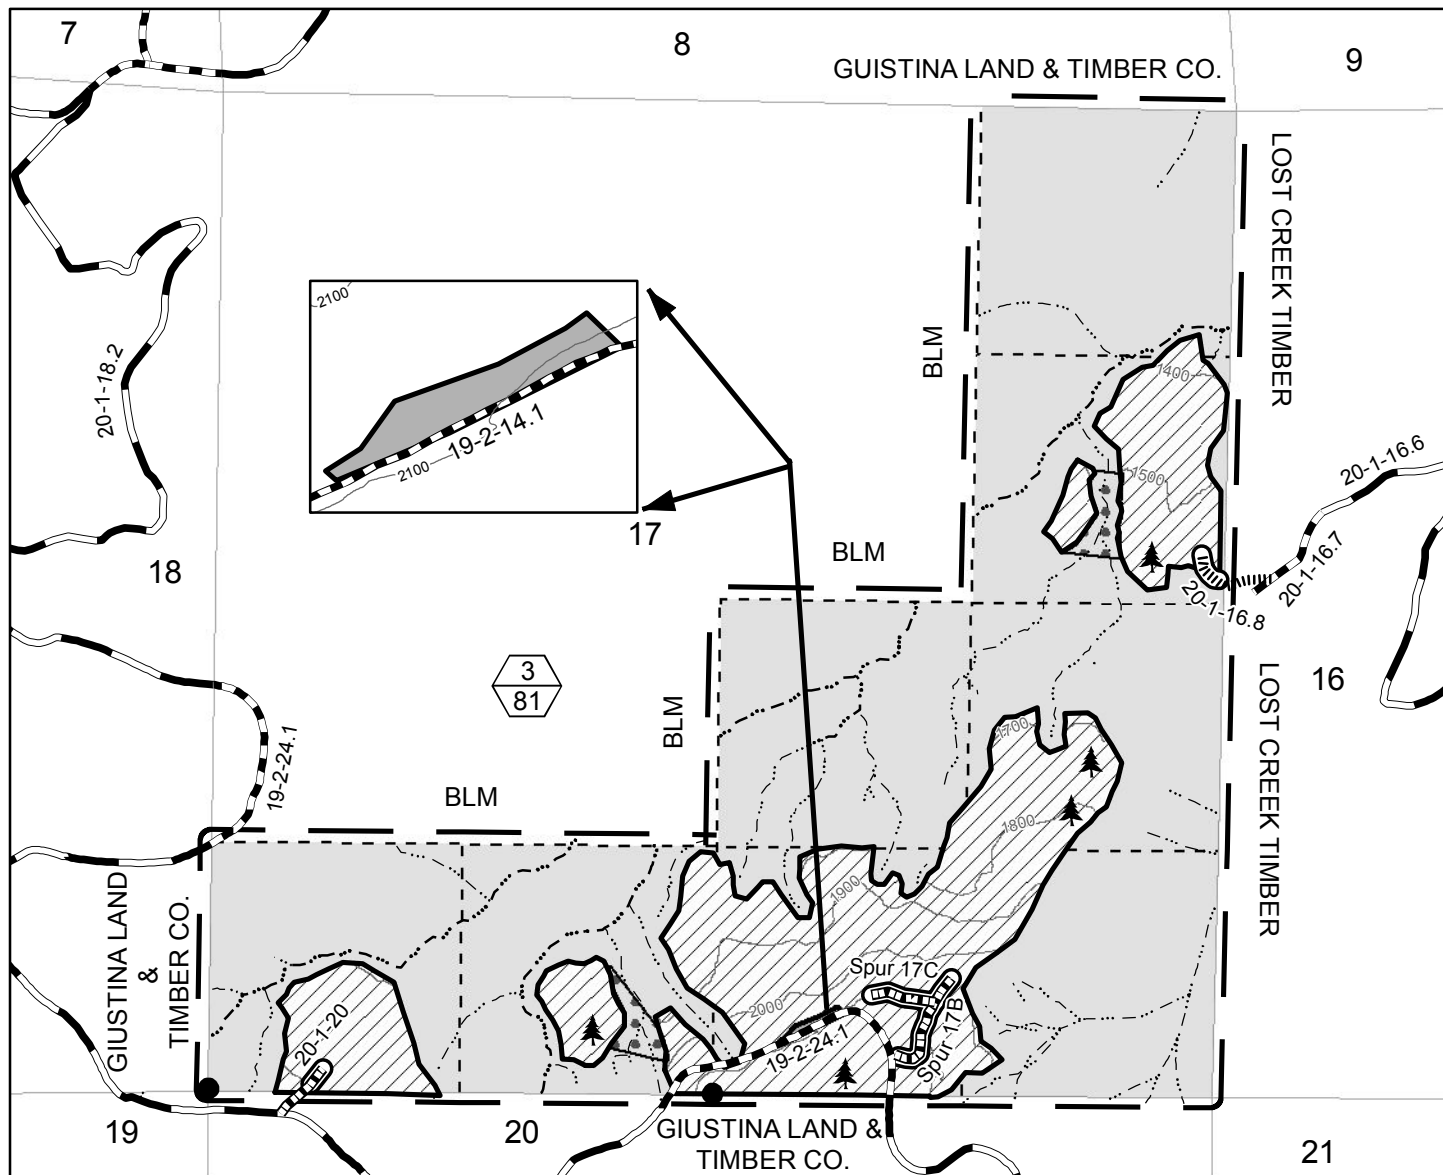 7
8
9
GUISTINA LAND & TIMBER CO.
LOST CREEK TIMBER
2100
19-2-14.1
2100
20-1-18.2
BLM
1400
1500
20-1-16.6
20-1-16.7
20-1-16.8
17
BLM
18
16
3
81
BLM
LOST CREEK TIMBER
19-2-24.1
BLM
1700
1800
1900
2000
GIUSTINA LAND
&
TIMBER CO.
Spur 17C
Spur 17B
20-1-20
19-2-24.1
19
20
GIUSTINA LAND &
TIMBER CO.
21